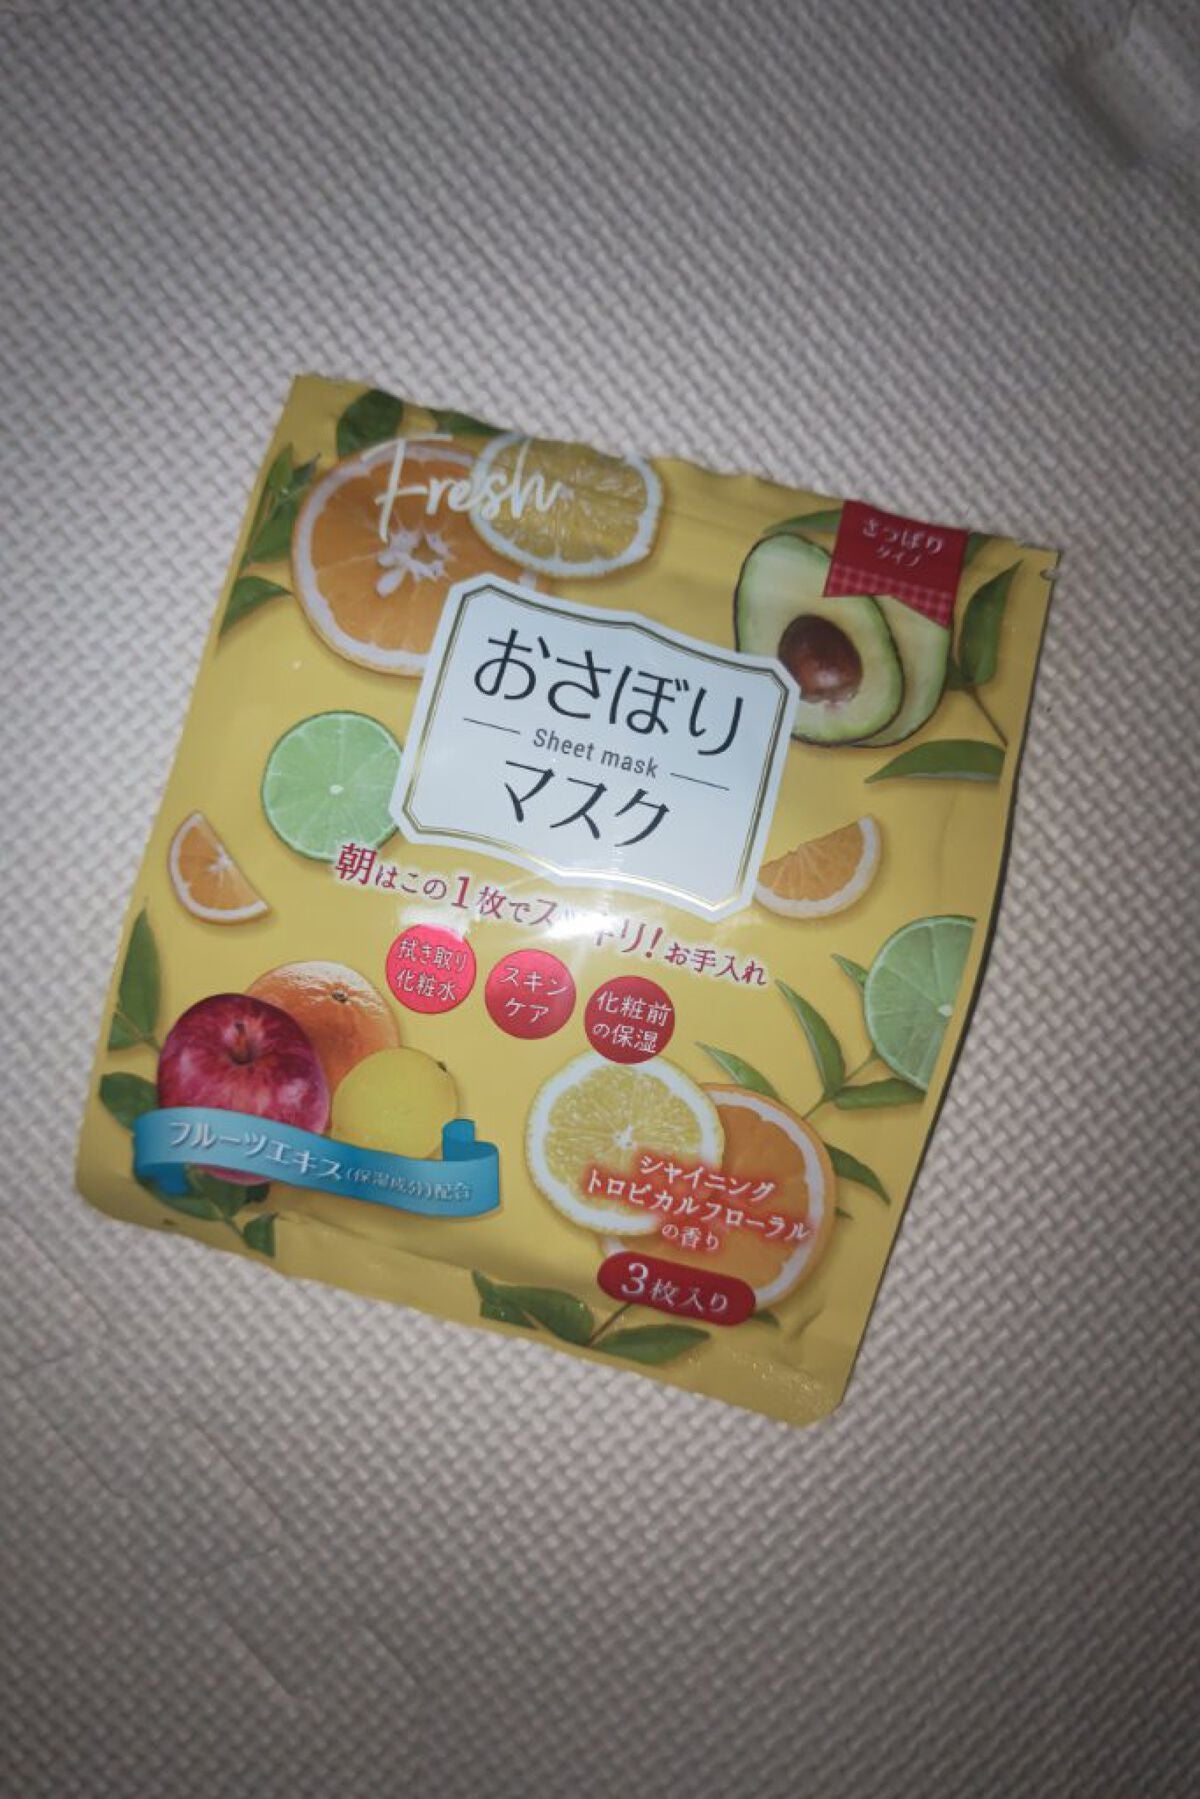 Fresh
さっぱり
タイプ
おさぼり
Sheet mask
マスク
朝はこの1枚でスッキリ!お手入れ
拭き取り
化粧水
スキン
ケア
化粧前
の保湿
フルーツエキス(保湿成分)配合
シャイニング
トロピカルフローラル
の香り
3枚入り